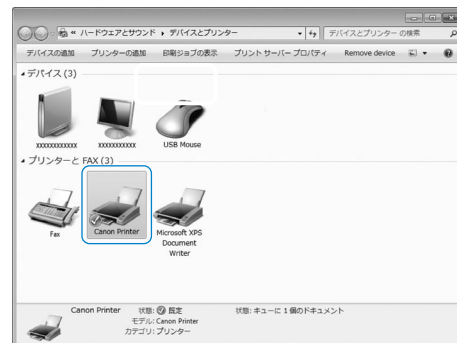 « ハードウェアとサウンド ▸ デバイスとプリンター
デバイスとプリンター の検索
デバイスの追加 プリンターの追加 印刷ジョブの表示 プリント サーバー プロパティ Remove device
デバイス (3)
XXXXXXXXXXXX
XXXXXXXXXXX
USB Mouse
プリンターと FAX (3)
Fax
Canon Printer
Microsoft XPS
Document
Writer
Canon Printer 状態: 既定 状態: キューに 1 個のドキュメント
モデル: Canon Printer
カテゴリ: プリンター